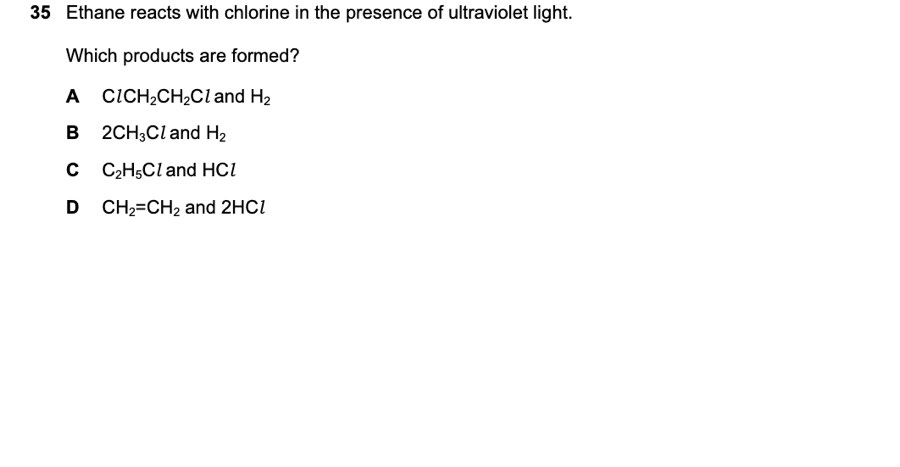 35 Ethane reacts with chlorine in the presence of ultraviolet light.
Which products are formed?
A ClCH₂CH₂Cl and H₂
B 2CH₃Cl and H₂
C C₂H₅Cl and HCl
D CH₂=CH₂ and 2HCl